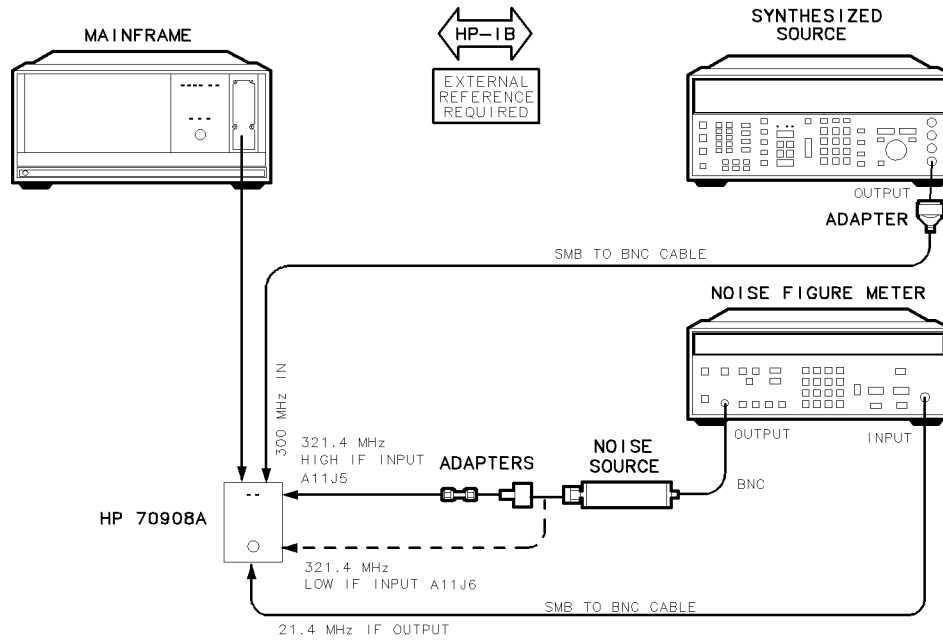 SYNTHESIZED
SOURCE
MAINFRAME
HP-IB
EXTERNAL
REFERENCE
REQUIRED
OUTPUT
ADAPTER
SMB TO BNC CABLE
NOISE FIGURE METER
300 MHz IN
321.4 MHz
HIGH IF INPUT
A11J5
ADAPTERS
NOISE
SOURCE
OUTPUT
INPUT
BNC
HP 70908A
321.4 MHz
LOW IF INPUT A11J6
SMB TO BNC CABLE
21.4 MHz IF OUTPUT